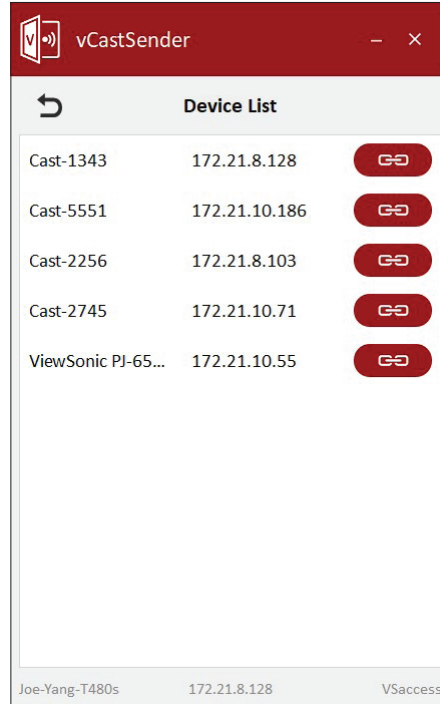 V
vCastSender
Device List
Cast-1343 172.21.8.128
Cast-5551 172.21.10.186
Cast-2256 172.21.8.103
Cast-2745 172.21.10.71
ViewSonic PJ-65... 172.21.10.55
Joe-Yang-T480s 172.21.8.128 VSaccess